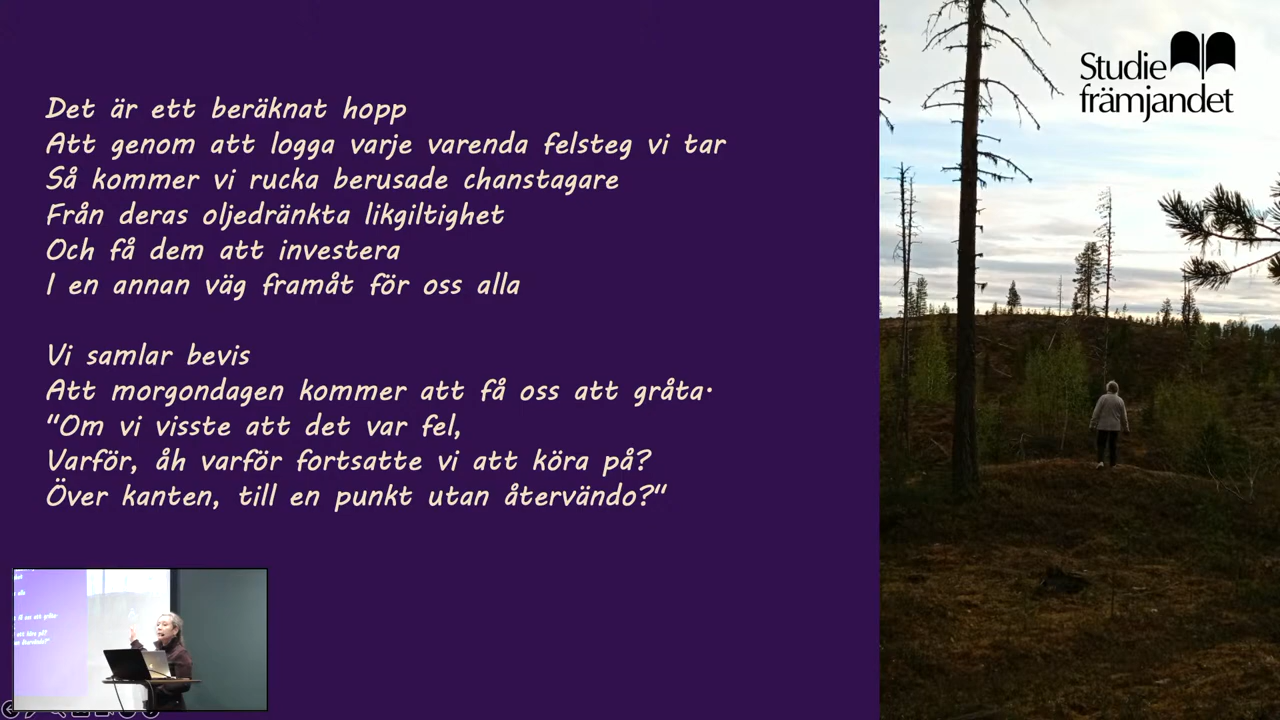 Det är ett beräknat hopp
Att genom att logga varje varenda felsteg vi tar
Så kommer vi rucka berusade chanstagare
Från deras oljedränkta likgiltighet
Och få dem att investera
I en annan väg framåt för oss alla
Vi samlar bevis
Att morgondagen kommer att få oss att gråta.
“Om vi visste att det var fel,
Varför, åh varför fortsatte vi att köra på?
Över kanten, till en punkt utan återvändo?“
Studie
främjandet